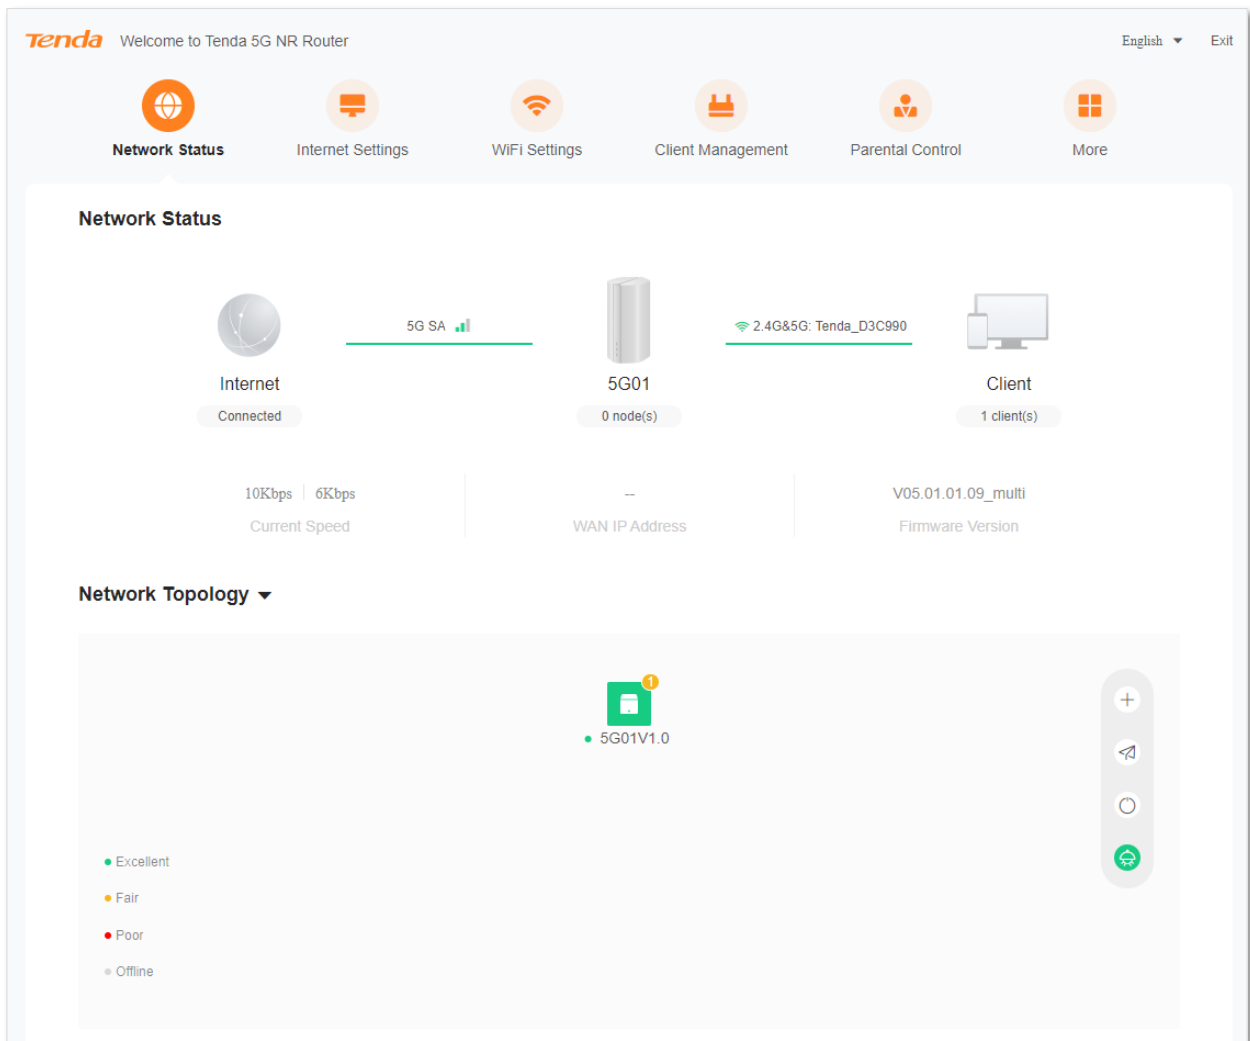 Tenda Welcome to Tenda 5G NR Router English Exit
Network Status Internet Settings WiFi Settings Client Management Parental Control More
Network Status
5G SA 2.4G&5G: Tenda_D3C990
Internet 5G01 Client
Connected 0 node(s) 1 client(s)
10Kbps 6Kbps -- V05.01.01.09_multi
Current Speed WAN IP Address Firmware Version
Network Topology
1
5G01V1.0
Excellent
Fair
Poor
Offline